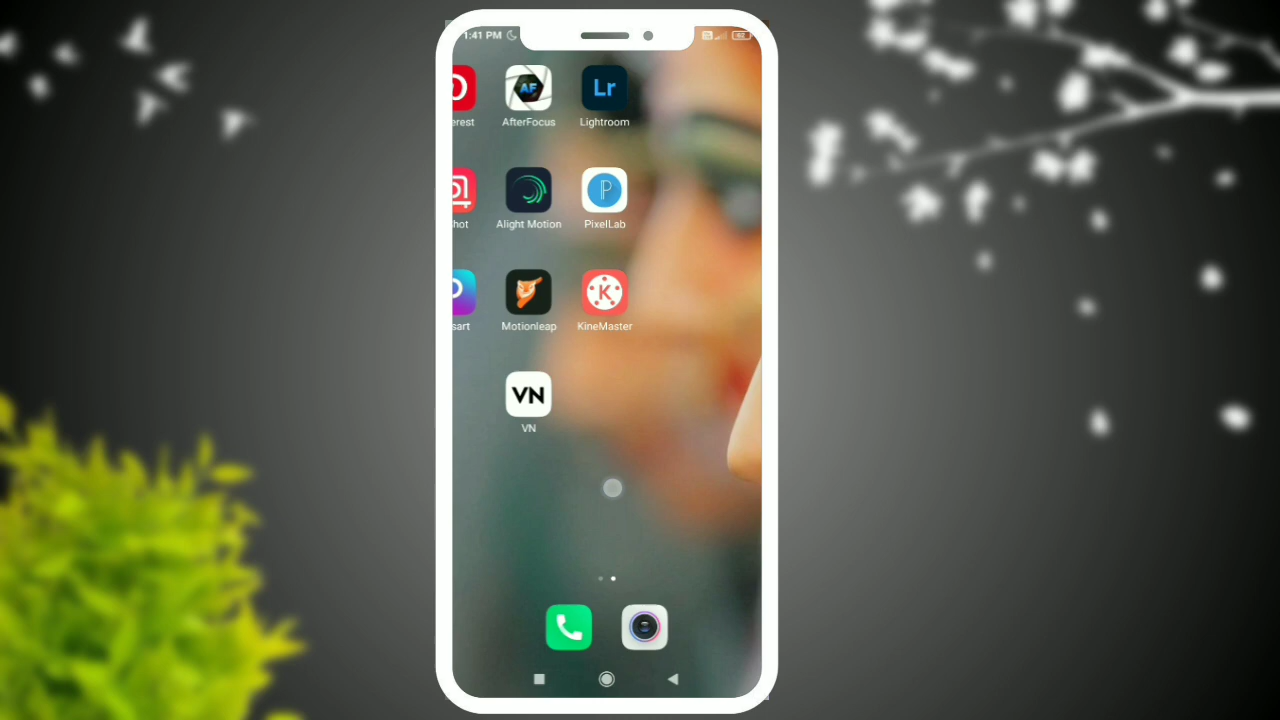 1:41 PM
erest
AF
AfterFocus
Lr
Lightroom
hot
Alight Motion
P
PixelLab
sart
Motionleap
K
KineMaster
VN
VN